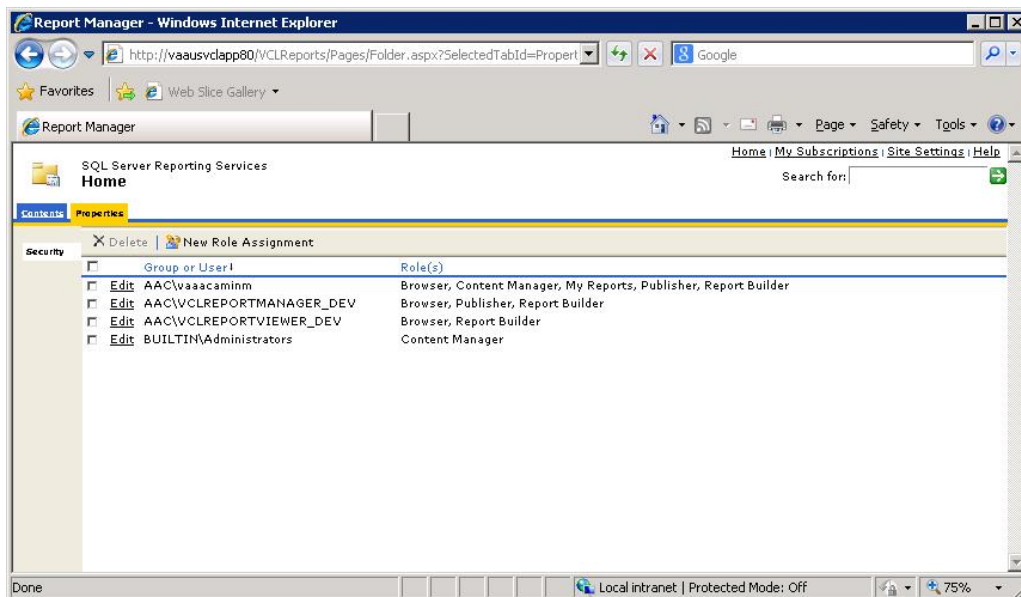 Report Manager - Windows Internet Explorer
http://vaausvclapp80/VCLReports/Pages/Folder.aspx?SelectedTabId=Propert
Google
Favorites Web Slice Gallery
Report Manager Page Safety Tools
Home | My Subscriptions | Site Settings | Help
SQL Server Reporting Services
Home
Search for:
Contents Properties
Security
Delete | New Role Assignment
Group or User Role(s)
Edit AAC\vaaacaminm Browser, Content Manager, My Reports, Publisher, Report Builder
Edit AAC\VCLREPORTMANAGER_DEV Browser, Publisher, Report Builder
Edit AAC\VCLREPORTVIEWER_DEV Browser, Report Builder
Edit BUILTIN\Administrators Content Manager
Done Local intranet | Protected Mode: Off 75%